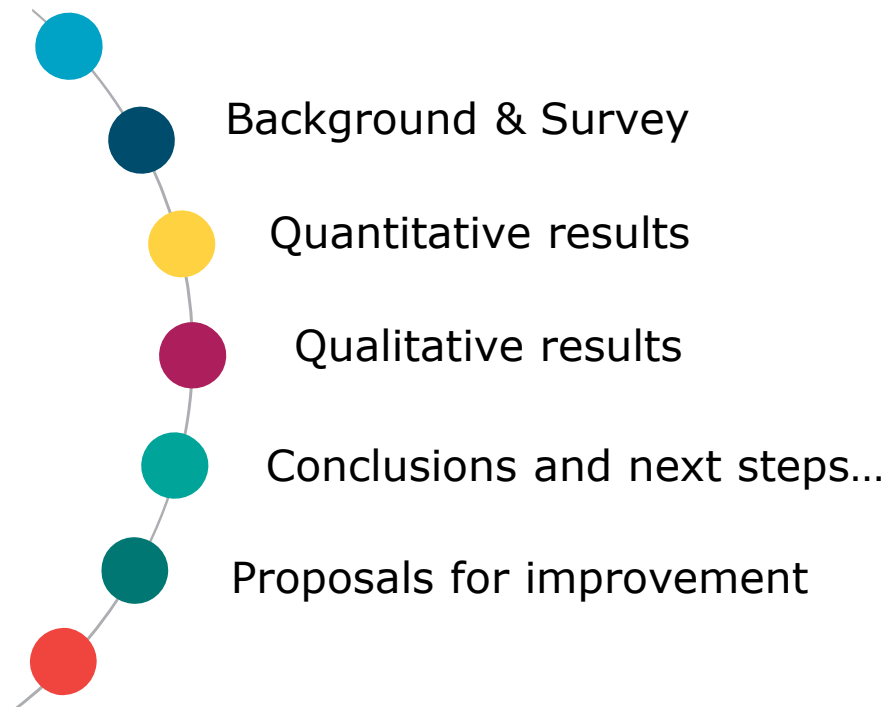 Background & Survey
Quantitative results
Qualitative results
Conclusions and next steps…
Proposals for improvement